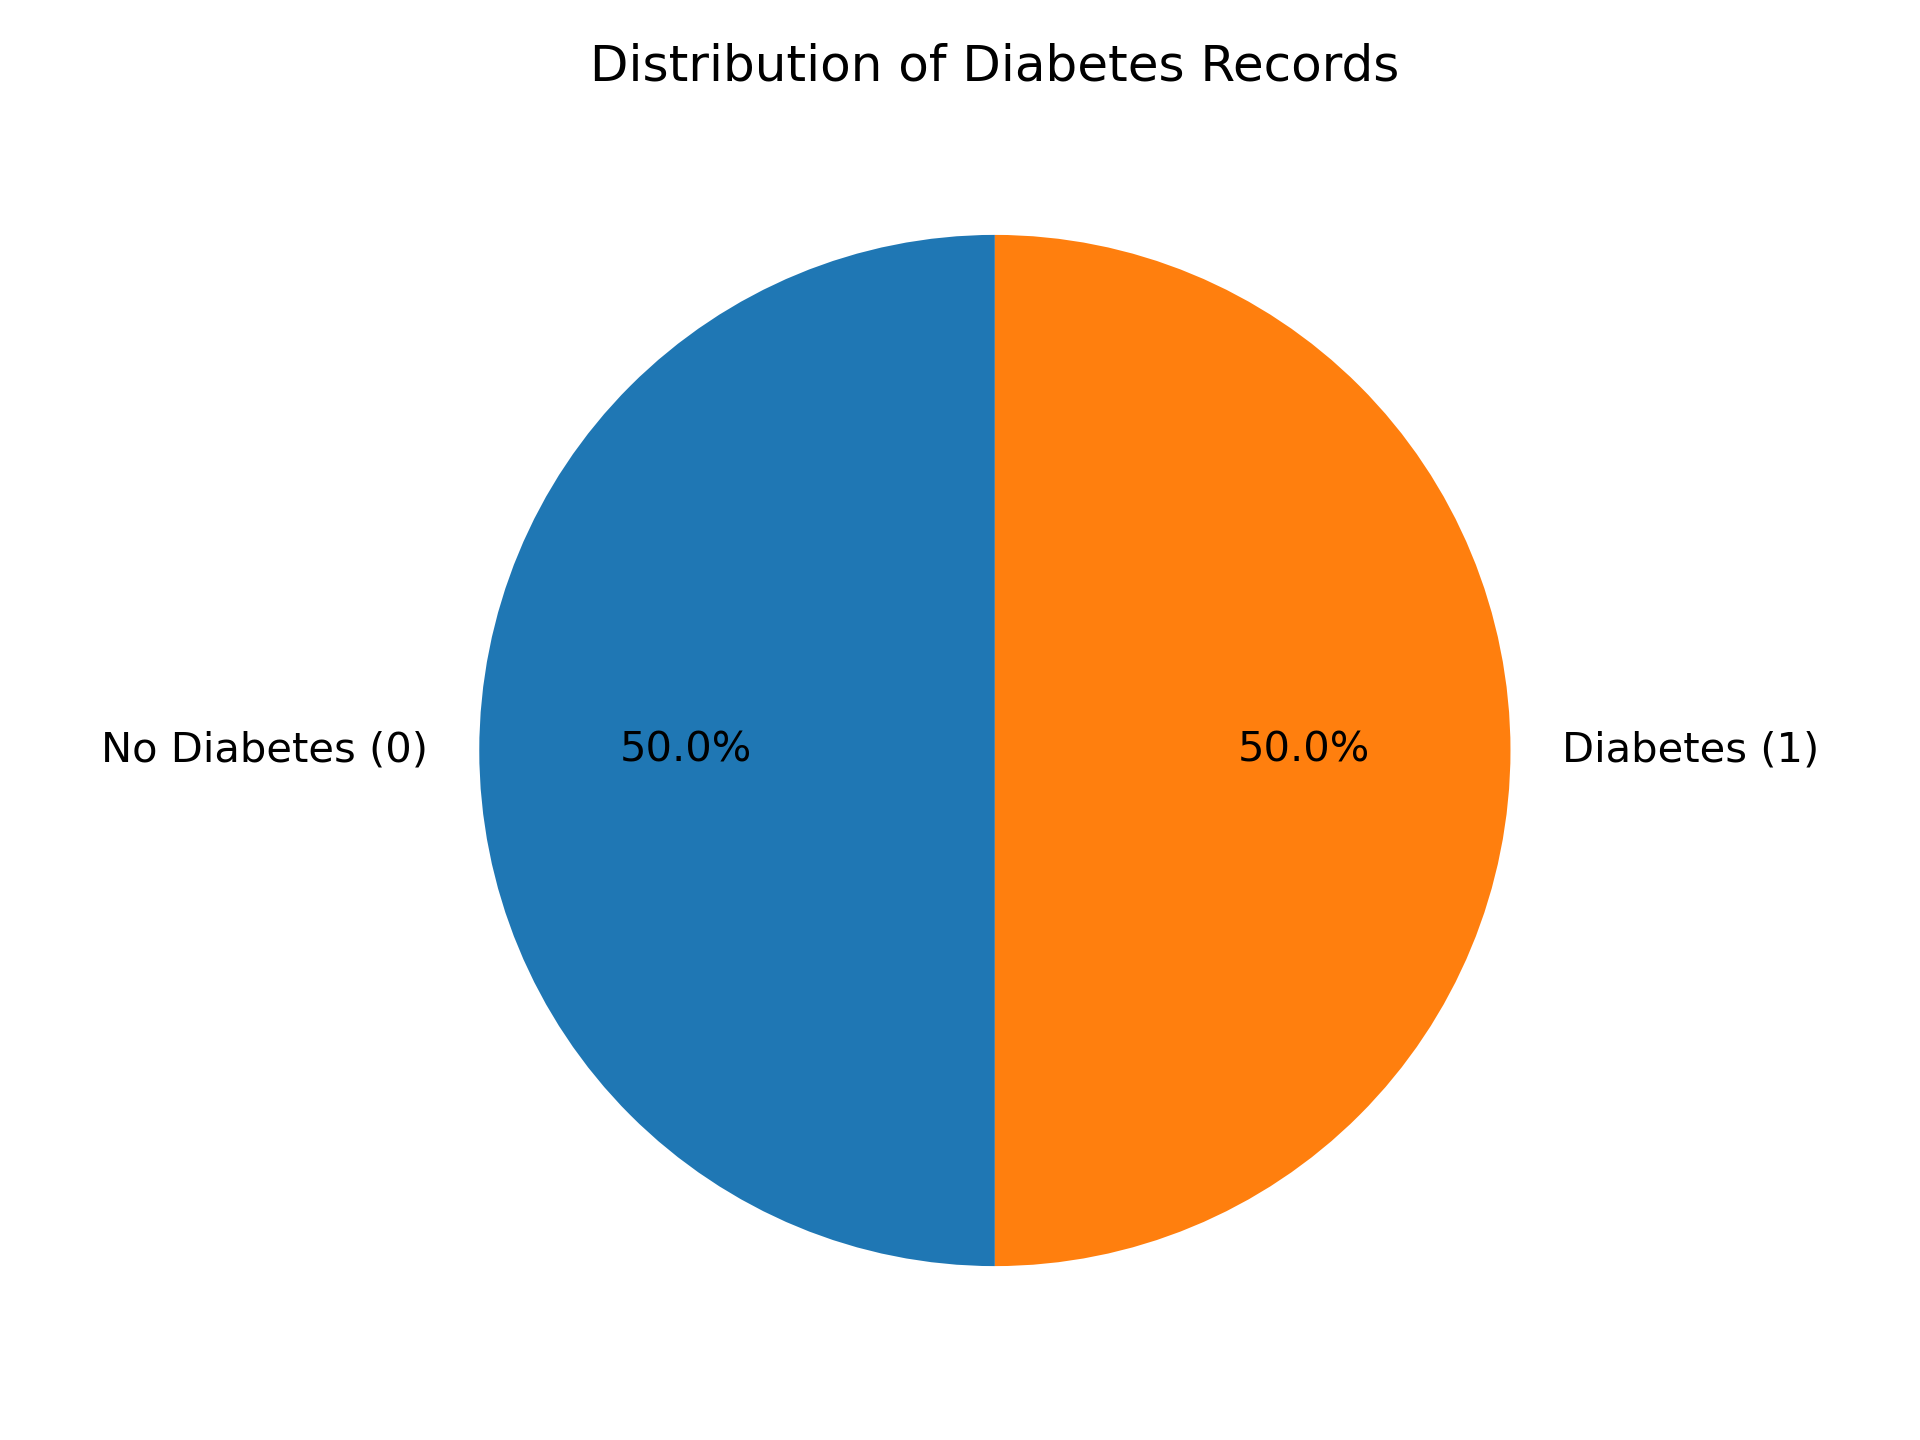 Distribution of Diabetes Records
No Diabetes (0)
50.0%
50.0%
Diabetes (1)